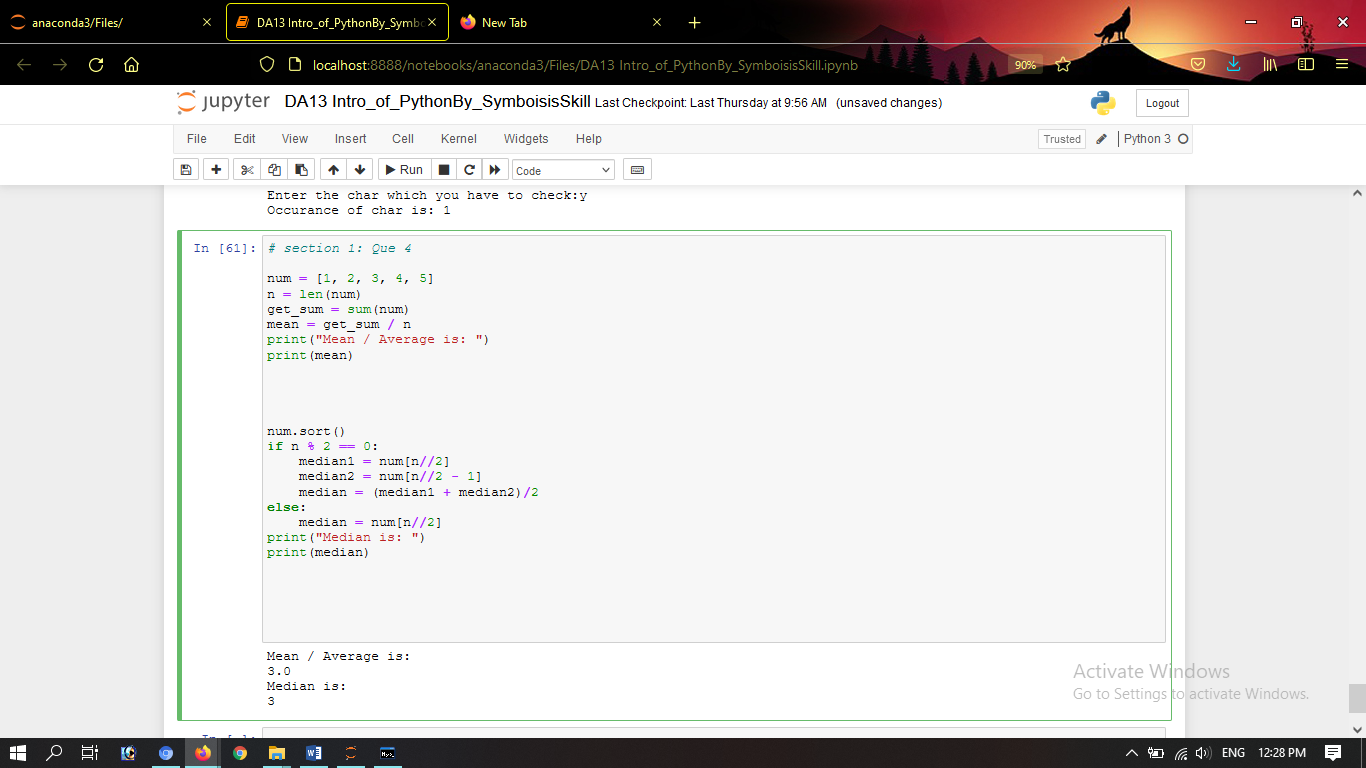 anaconda3/Files/
DA13 Intro_of_PythonBy_Symbo
New Tab
localhost:8888/notebooks/anaconda3/Files/DA13 Intro_of_PythonBy_SymboisisSkill.ipynb
90%
jupyter DA13 Intro_of_PythonBy_SymboisisSkill Last Checkpoint: Last Thursday at 9:56 AM (unsaved changes)
Logout
File Edit View Insert Cell Kernel Widgets Help
Trusted
Python 3
Run
Code
Enter the char which you have to check:y
Occurance of char is: 1
In [61]: # section 1: Que 4
num = [1, 2, 3, 4, 5]
n = len(num)
get_sum = sum(num)
mean = get_sum / n
print("Mean / Average is: ")
print(mean)
num.sort()
if n % 2 == 0:
    median1 = num[n//2]
    median2 = num[n//2 - 1]
    median = (median1 + median2)/2
else:
    median = num[n//2]
print("Median is: ")
print(median)
Mean / Average is:
3.0
Median is:
3
Activate Windows
Go to Settings to activate Windows.
ENG 12:28 PM